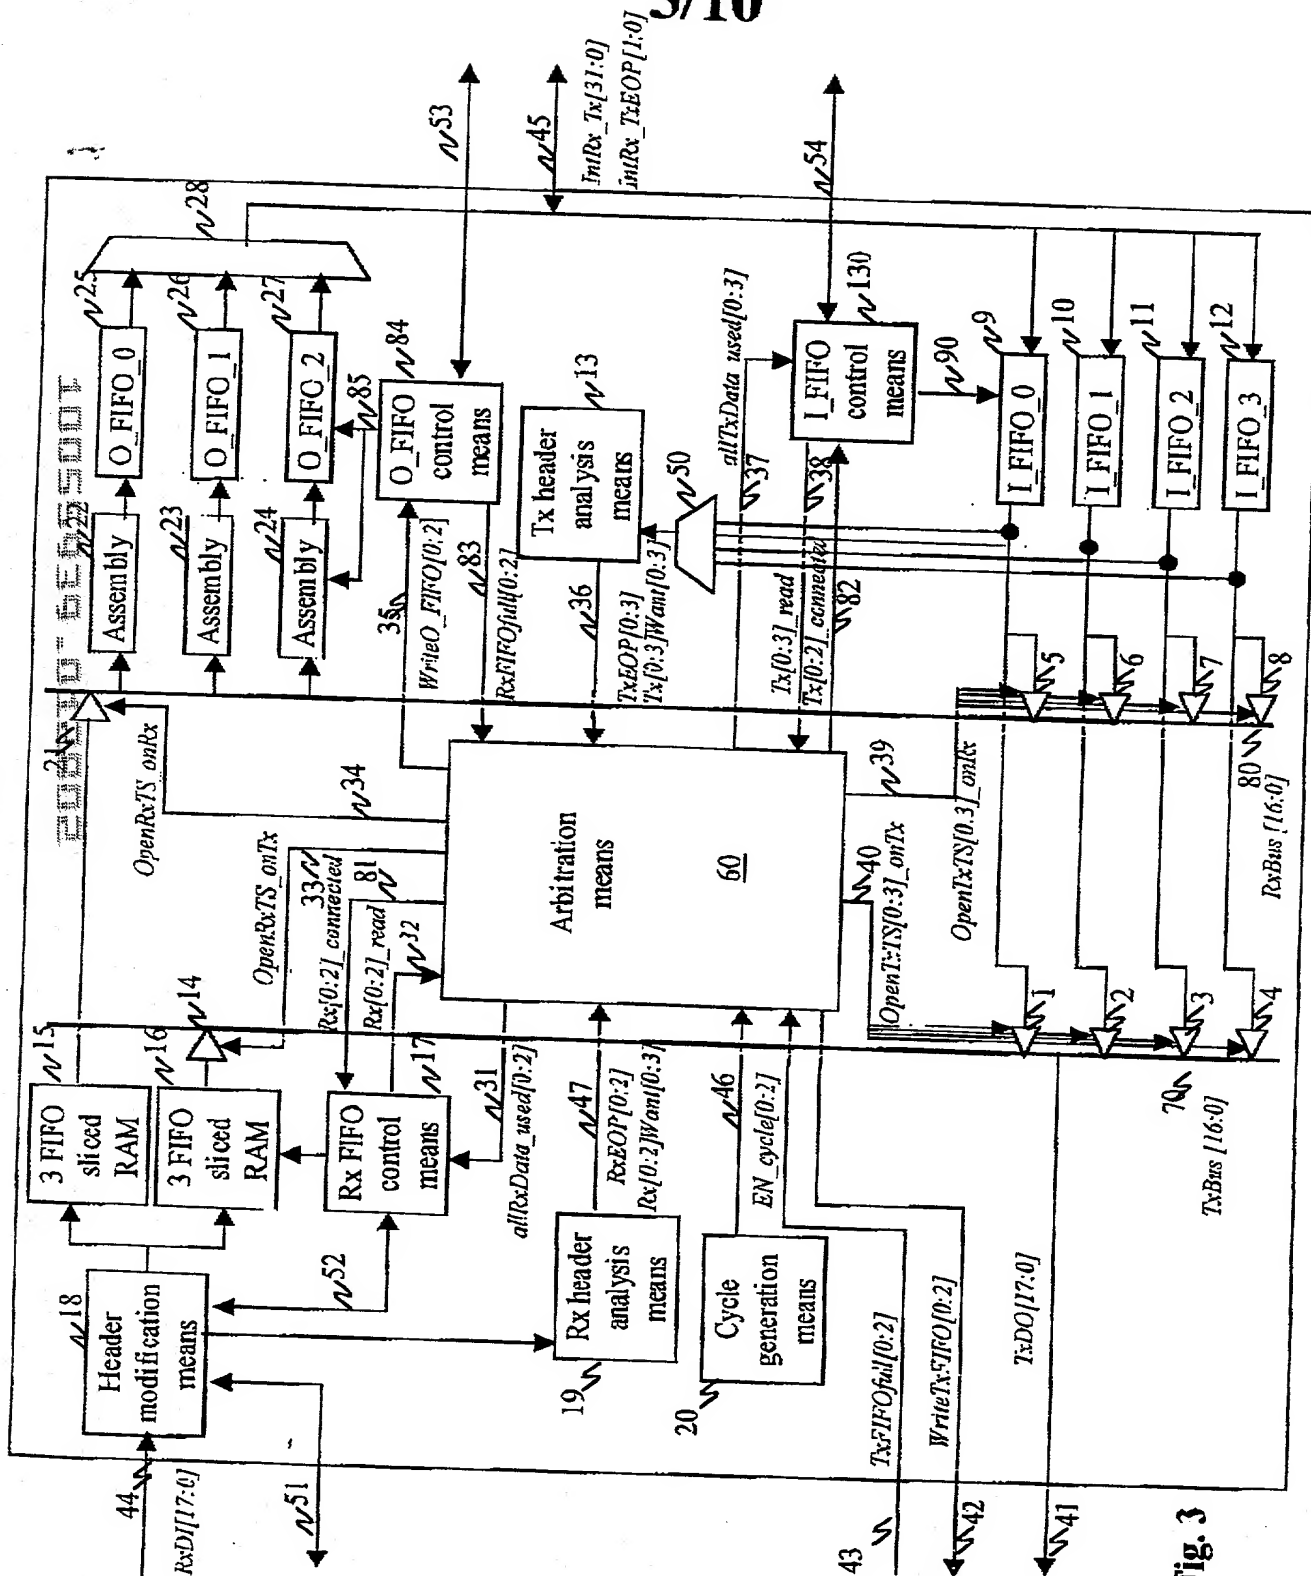 3/10
53
45
IntRx_Tx[31:0]
intRx_TxEOP[1:0]
54
28
25
26
27
O_FIFO_0
O_FIFO_1
O_FIFO_2
84
85
22
23
24
Assembly
Assembly
Assembly
O_FIFO
control
means
13
Tx header
analysis
means
50
allTxData_used[0:3]
37
130
I_FIFO
control
means
38
90
9
10
11
12
I_FIFO_0
I_FIFO_1
I_FIFO_2
I_FIFO_3
35
WriteO_FIFO[0:2]
83
RxFIFOfull[0:2]
36
TxEOP[0:3]
Tx[0:3]Want[0:3]
Tx[0:3]_read
Tx[0:2]_connected
82
5
6
7
8
21
OpenRxTS_onRx
34
OpenRxTS_onTx
33
Rx[0:2]_connected
81
Rx[0:2]_read
32
Arbitration
means
60
39
OpenTxTS[0:3]_onRx
40
OpenTxTS[0:3]_onTx
80
RxBus [16:0]
15
3 FIFO
sliced
RAM
16
3 FIFO
sliced
RAM
14
17
Rx FIFO
control
means
31
allRxData_used[0:2]
47
RxEOP[0:2]
Rx[0:2]Want[0:3]
46
EN_cycle[0:2]
1
2
3
4
70
TxBus [16:0]
18
Header
modification
means
52
Rx header
analysis
means
19
Cycle
generation
means
20
TxFIFOfull[0:2]
WriteTxFIFO[0:2]
TxDO[17:0]
44
RxDI[17:0]
51
43
42
41
Fig. 3